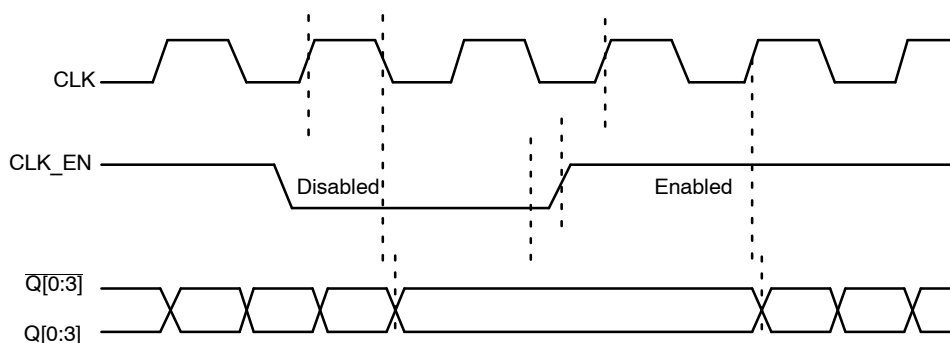 CLK
CLK_EN
Disabled
Enabled
Q[0:3]
Q[0:3]